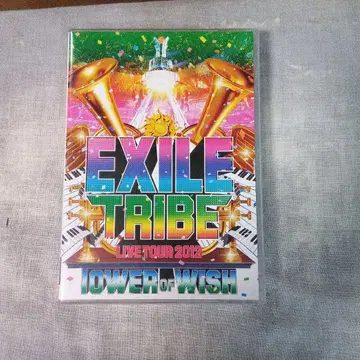 EXILE
TRIBE
LIVE TOUR 2012
TOWER OF WISH